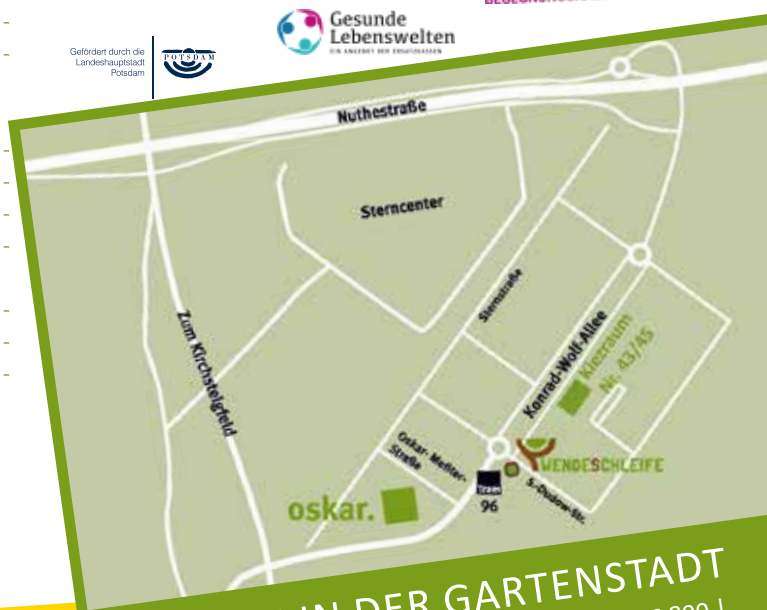 Gesunde
Lebenswelten
EIN ANGEBOT DER ERSATZKASSEN
Gefördert durch die
Landeshauptstadt
Potsdam
POTSDAM
Nuthestraße
Sterncenter
Sternstraße
Zum Kirchsteigfeld
Konrad-Wolf-Allee
Kiezraum
Nr. 43/45
Oskar-Meßter-
Straße
WENDESCHLEIFE
Tram
96
S.-Dudow-Str.
oskar.
IN DER GARTENSTADT